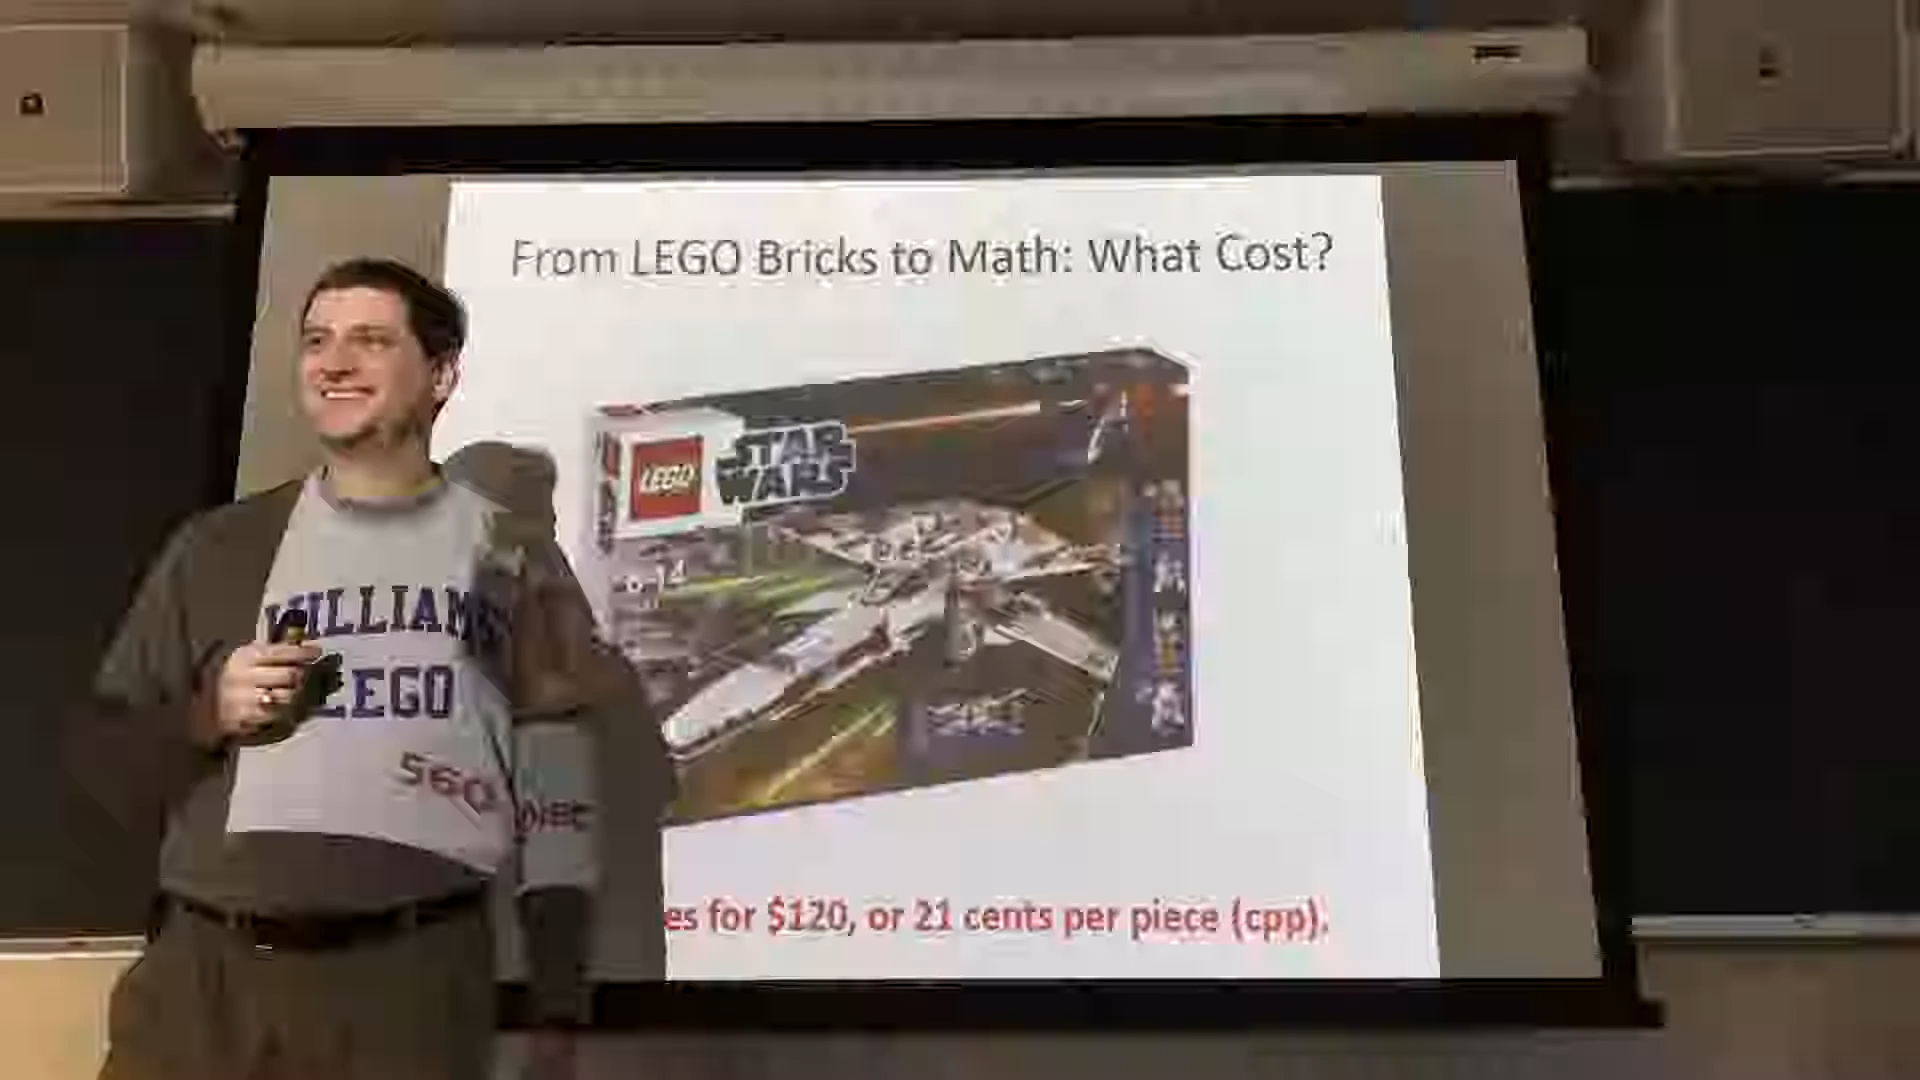 From LEGO Bricks to Math: What Cost?
LEGO
STAR
WARS
WILLIAMS
LEGO
560
es for $120, or 21 cents per piece (cpp).